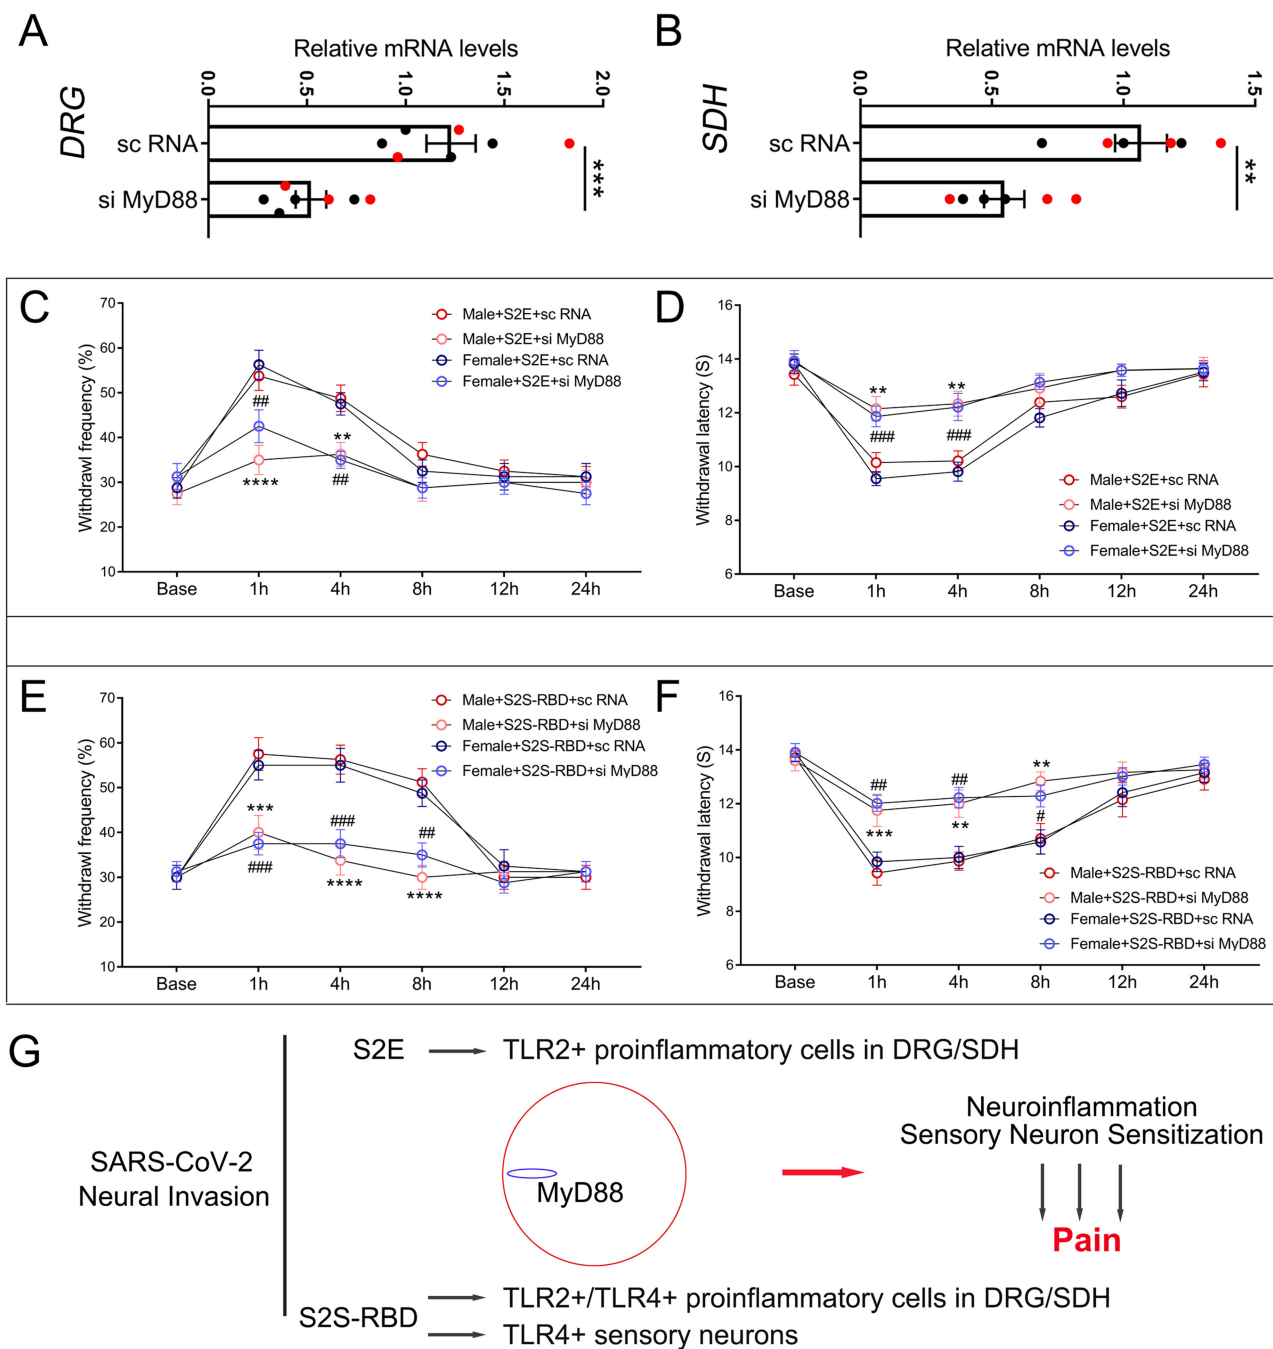 A
Relative mRNA levels
0.0
0.5
1.0
1.5
2.0
DRG
sc RNA
si MyD88
***
B
Relative mRNA levels
0.0
0.5
1.0
1.5
SDH
sc RNA
si MyD88
**
C
Withdrawl frequency (%)
70
60
50
40
30
20
10
Male+S2E+sc RNA
Male+S2E+si MyD88
Female+S2E+sc RNA
Female+S2E+si MyD88
##
**
****
##
Base
1h
4h
8h
12h
24h
D
Withdrawal latency (S)
16
14
12
10
8
6
**
**
###
###
Male+S2E+sc RNA
Male+S2E+si MyD88
Female+S2E+sc RNA
Female+S2E+si MyD88
Base
1h
4h
8h
12h
24h
E
Withdrawl frequency (%)
70
60
50
40
30
20
10
Male+S2S-RBD+sc RNA
Male+S2S-RBD+si MyD88
Female+S2S-RBD+sc RNA
Female+S2S-RBD+si MyD88
***
###
##
###
****
****
Base
1h
4h
8h
12h
24h
F
Withdrawal latency (S)
16
14
12
10
8
6
##
##
**
***
**
#
Male+S2S-RBD+sc RNA
Male+S2S-RBD+si MyD88
Female+S2S-RBD+sc RNA
Female+S2S-RBD+si MyD88
Base
1h
4h
8h
12h
24h
G
SARS-CoV-2
Neural Invasion
S2E
TLR2+ proinflammatory cells in DRG/SDH
MyD88
Neuroinflammation
Sensory Neuron Sensitization
Pain
S2S-RBD
TLR2+/TLR4+ proinflammatory cells in DRG/SDH
TLR4+ sensory neurons